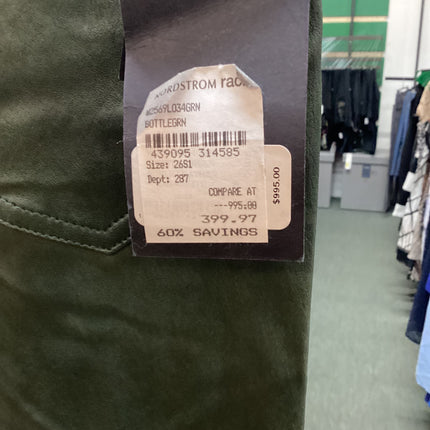 NORDSTROM rack
W2569L034GRN
BOTTLEGRN
439095 314585
Size: 26S1
Dept: 287
COMPARE AT
---995.00
399.97
60% SAVINGS
$995.00